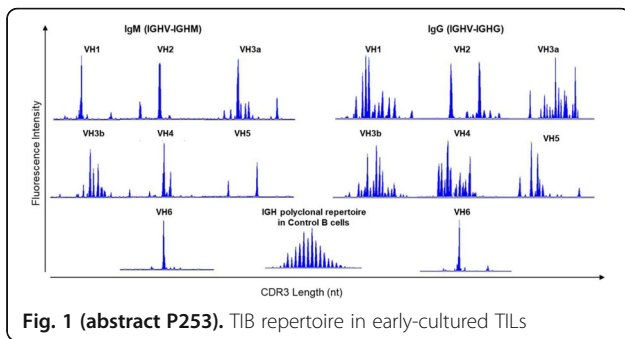 IgM (IGHV-IGHM)
IgG (IGHV-IGHG)
VH1
VH2
VH3a
VH1
VH2
VH3a
VH3b
VH4
VH5
VH3b
VH4
VH5
VH6
IGH polyclonal repertoire
in Control B cells
VH6
Fluorescence Intensity
CDR3 Length (nt)
Fig. 1 (abstract P253). TIB repertoire in early-cultured TILs